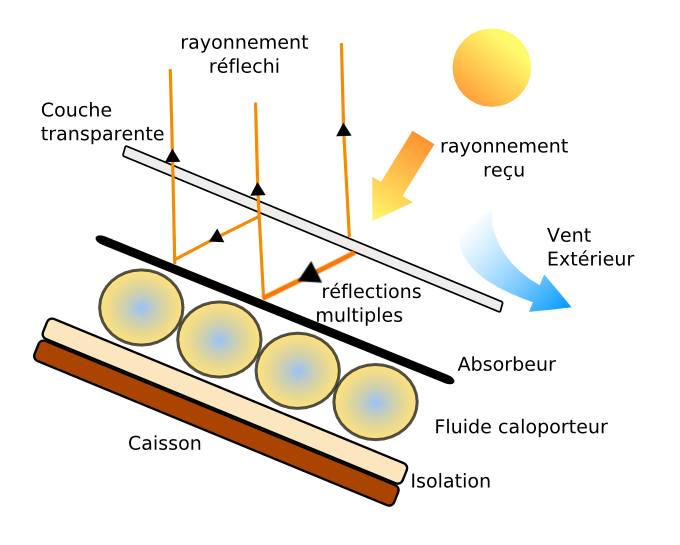 rayonnement
réflechi
Couche
transparente
rayonnement
reçu
Vent
Extérieur
réflections
multiples
Absorbeur
Fluide caloporteur
Caisson
Isolation